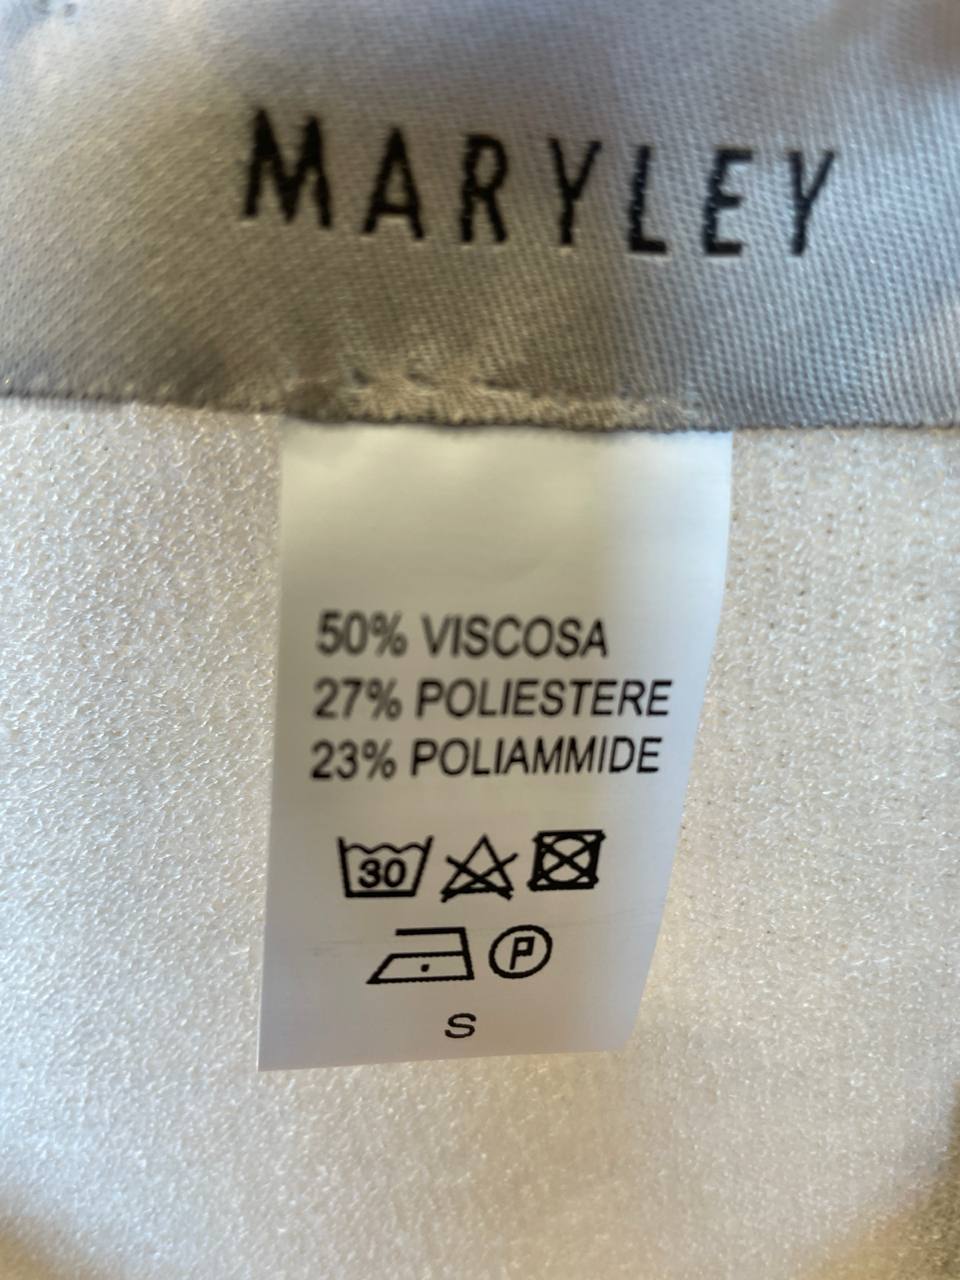 MARYLEY
50% VISCOSA
27% POLIESTERE
23% POLIAMMIDE
30
P
S